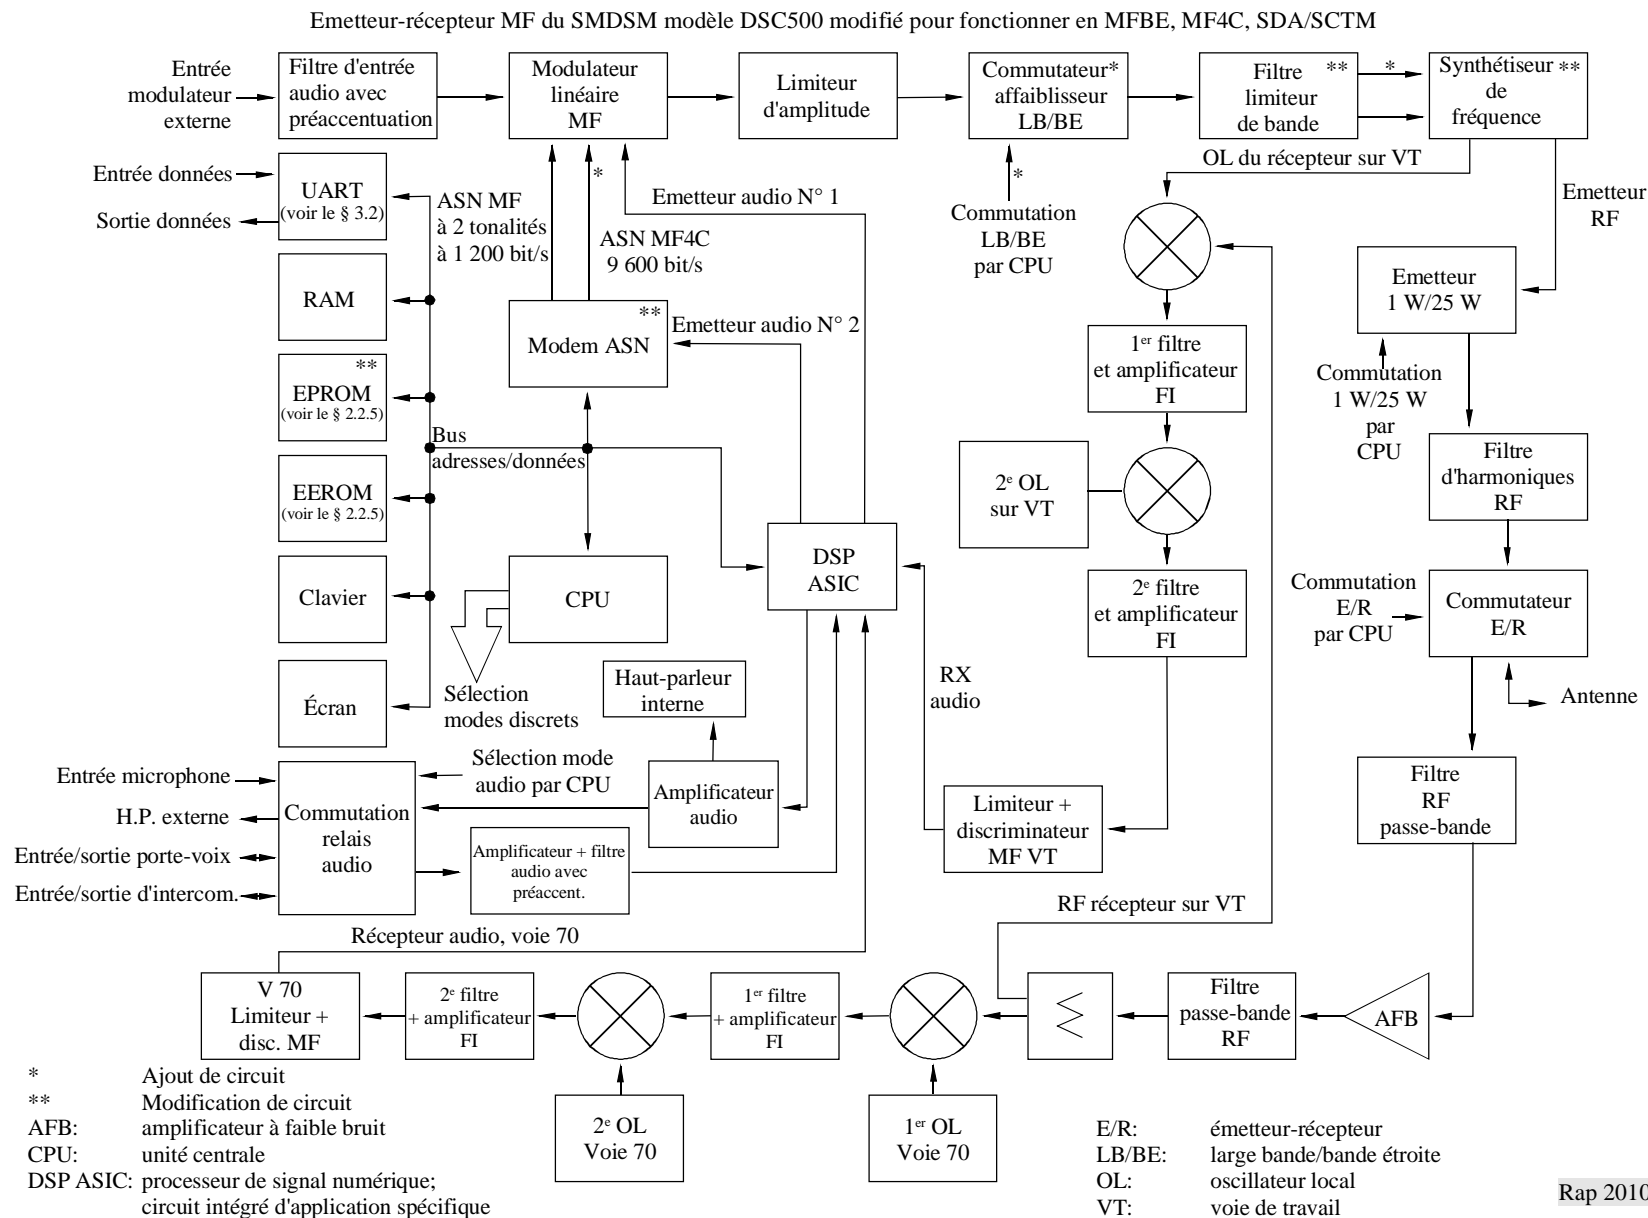 Emetteur-récepteur MF du SMDSM modèle DSC500 modifié pour fonctionner en MFBE, MF4C, SDA/SCTM
Entrée
modulateur
externe
Filtre d'entrée
audio avec
préaccentuation
Modulateur
linéaire
MF
Limiteur
d'amplitude
Commutateur*
affaiblisseur
LB/BE
Filtre **
limiteur
de bande
*
Synthétiseur **
de
fréquence
OL du récepteur sur VT
Entrée données
Sortie données
UART
(voir le § 3.2)
ASN MF
à 2 tonalités
à 1 200 bit/s
*
ASN MF4C
9 600 bit/s
Emetteur audio N° 1
*
Commutation
LB/BE
par CPU
Emetteur
RF
RAM
**
Modem ASN
Emetteur audio N° 2
Emetteur
1 W/25 W
1er filtre
et amplificateur
FI
Commutation
1 W/25 W
par
CPU
**
EPROM
(voir le § 2.2.5)
Bus
adresses/données
EEROM
(voir le § 2.2.5)
2e OL
sur VT
Filtre
d'harmoniques
RF
DSP
ASIC
Clavier
CPU
2e filtre
et amplificateur
FI
Commutation
E/R
par CPU
Commutateur
E/R
Écran
Sélection
modes discrets
Haut-parleur
interne
RX
audio
Antenne
Entrée microphone
H.P. externe
Entrée/sortie porte-voix
Entrée/sortie d'intercom.
Commutation
relais
audio
Sélection mode
audio par CPU
Amplificateur
audio
Limiteur +
discriminateur
MF VT
Filtre
RF
passe-bande
Amplificateur + filtre
audio avec
préaccent.
RF récepteur sur VT
Récepteur audio, voie 70
V 70
Limiteur +
disc. MF
2e filtre
+ amplificateur
FI
1er filtre
+ amplificateur
FI
Filtre
passe-bande
RF
AFB
2e OL
Voie 70
1er OL
Voie 70
* Ajout de circuit
** Modification de circuit
AFB: amplificateur à faible bruit
CPU: unité centrale
DSP ASIC: processeur de signal numérique;
circuit intégré d'application spécifique
E/R: émetteur-récepteur
LB/BE: large bande/bande étroite
OL: oscillateur local
VT: voie de travail
Rap 2010